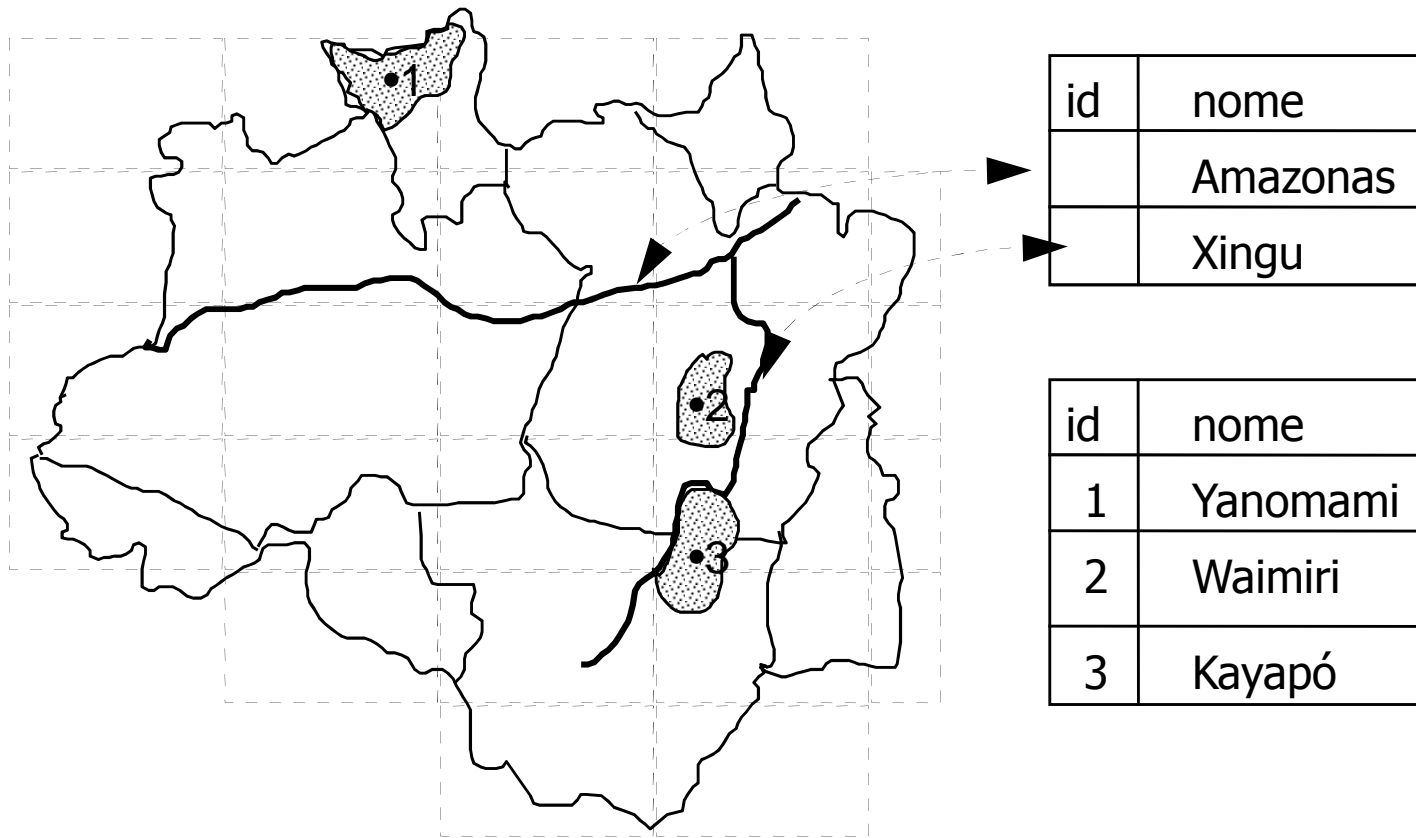 1
2
3
id nome
Amazonas
Xingu
id nome
1 Yanomami
2 Waimiri
3 Kayapó